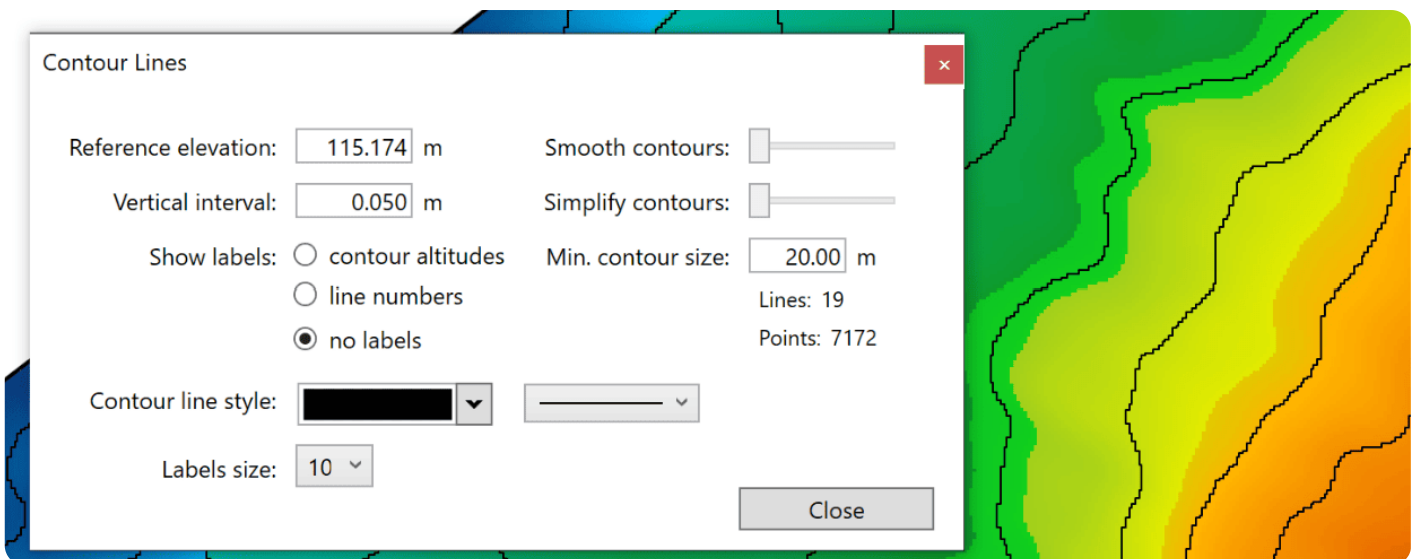 Contour Lines
×
Reference elevation: 115.174 m Smooth contours:
Vertical interval: 0.050 m Simplify contours:
Show labels: contour altitudes Min. contour size: 20.00 m
line numbers Lines: 19
no labels Points: 7172
Contour line style:
Labels size: 10
Close